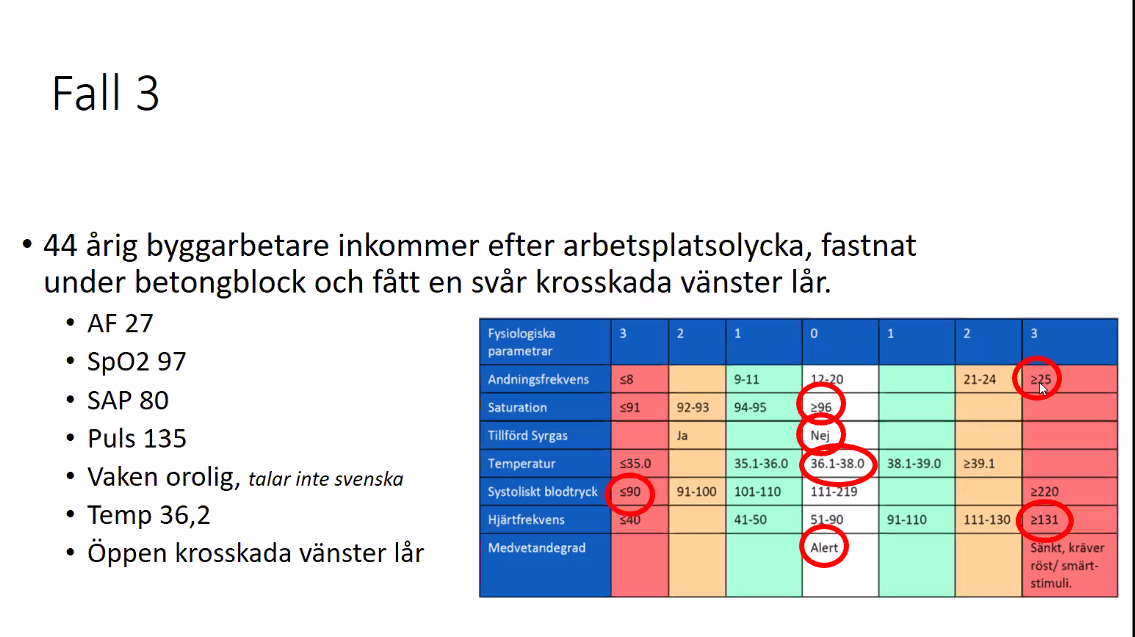 Fall 3
• 44 årig byggarbetare inkommer efter arbetsplatsolycka, fastnat
under betongblock och fått en svår krosskada vänster lår.
• AF 27
• SpO2 97
• SAP 80
• Puls 135
• Vaken orolig, talar inte svenska
• Temp 36,2
• Öppen krosskada vänster lår
Fysiologiska parametrar 3 2 1 0 1 2 3
Andningsfrekvens ≤8 9-11 12-20 21-24 ≥25
Saturation ≤91 92-93 94-95 ≥96
Tillförd Syrgas Ja Nej
Temperatur ≤35.0 35.1-36.0 36.1-38.0 38.1-39.0 ≥39.1
Systoliskt blodtryck ≤90 91-100 101-110 111-219 ≥220
Hjärtfrekvens ≤40 41-50 51-90 91-110 111-130 ≥131
Medvetandegrad Alert Sänkt, kräver
röst/ smärt-
stimuli.